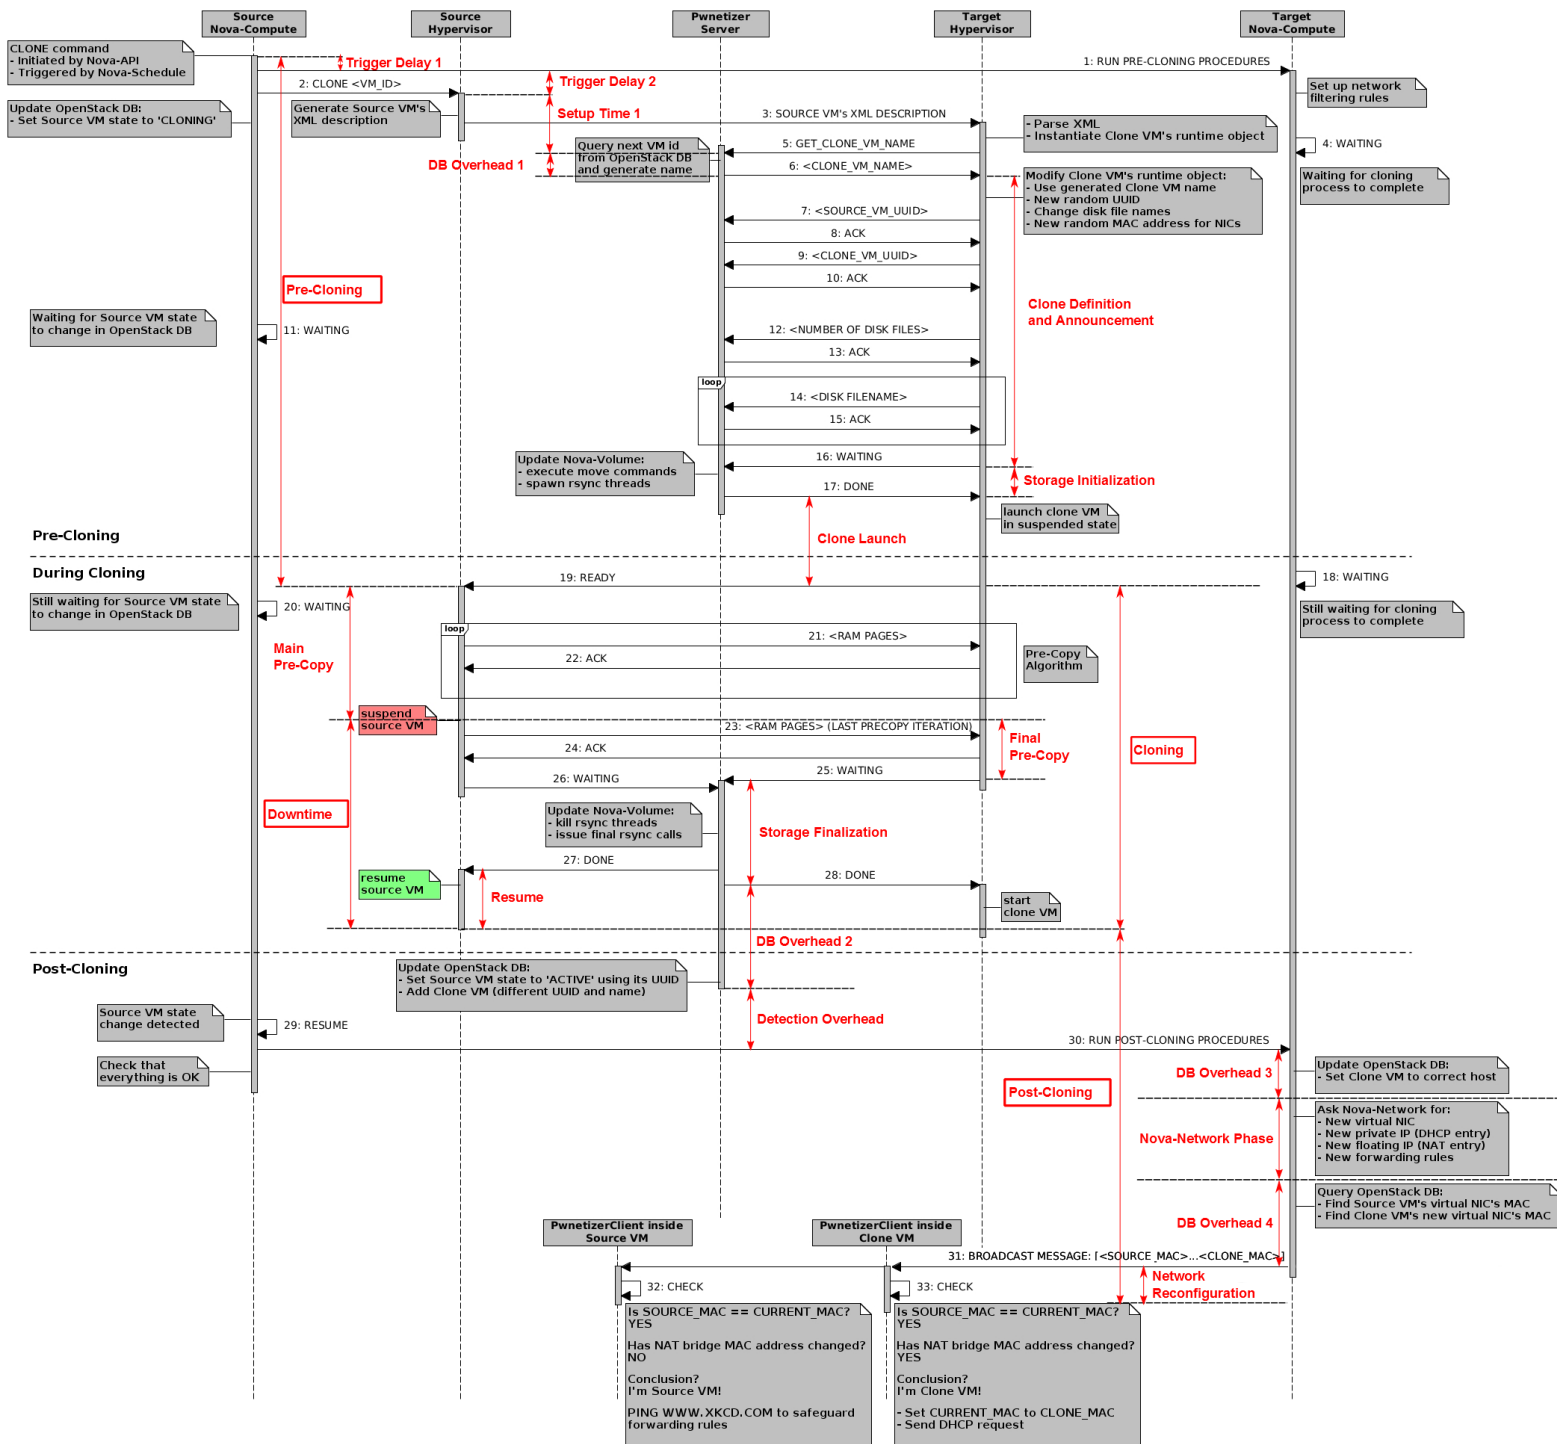 Source
Nova-Compute
Source
Hypervisor
Pwnetizer
Server
Target
Hypervisor
Target
Nova-Compute
CLONE command
- Initiated by Nova-API
- Triggered by Nova-Schedule
Trigger Delay 1
1: RUN PRE-CLONING PROCEDURES
Trigger Delay 2
2: CLONE <VM_ID>
Set up network
filtering rules
Update OpenStack DB:
- Set Source VM state to 'CLONING'
Generate Source VM's
XML description
Setup Time 1
3: SOURCE VM's XML DESCRIPTION
- Parse XML
- Instantiate Clone VM's runtime object
4: WAITING
Query next VM id
from OpenStack DB
and generate name
5: GET_CLONE_VM_NAME
DB Overhead 1
6: <CLONE_VM_NAME>
Modify Clone VM's runtime object:
- Use generated Clone VM name
- New random UUID
- Change disk file names
- New random MAC address for NICs
Waiting for cloning
process to complete
7: <SOURCE_VM_UUID>
8: ACK
9: <CLONE_VM_UUID>
10: ACK
Pre-Cloning
Clone Definition
and Announcement
Waiting for Source VM state
to change in OpenStack DB
11: WAITING
12: <NUMBER OF DISK FILES>
13: ACK
loop
14: <DISK FILENAME>
15: ACK
Update Nova-Volume:
- execute move commands
- spawn rsync threads
16: WAITING
Storage Initialization
17: DONE
launch clone VM
in suspended state
Pre-Cloning
Clone Launch
During Cloning
19: READY
18: WAITING
Still waiting for Source VM state
to change in OpenStack DB
20: WAITING
Still waiting for cloning
process to complete
loop
21: <RAM PAGES>
Main
Pre-Copy
22: ACK
Pre-Copy
Algorithm
suspend
source VM
23: <RAM PAGES> (LAST PRECOPY ITERATION)
Final
Pre-Copy
Cloning
24: ACK
25: WAITING
26: WAITING
Downtime
Update Nova-Volume:
- kill rsync threads
- issue final rsync calls
Storage Finalization
27: DONE
resume
source VM
28: DONE
Resume
start
clone VM
DB Overhead 2
Post-Cloning
Update OpenStack DB:
- Set Source VM state to 'ACTIVE' using its UUID
- Add Clone VM (different UUID and name)
Source VM state
change detected
29: RESUME
Detection Overhead
30: RUN POST-CLONING PROCEDURES
Check that
everything is OK
DB Overhead 3
Update OpenStack DB:
- Set Clone VM to correct host
Post-Cloning
Nova-Network Phase
Ask Nova-Network for:
- New virtual NIC
- New private IP (DHCP entry)
- New floating IP (NAT entry)
- New forwarding rules
Query OpenStack DB:
- Find Source VM's virtual NIC's MAC
- Find Clone VM's new virtual NIC's MAC
DB Overhead 4
PwnetizerClient inside
Source VM
PwnetizerClient inside
Clone VM
31: BROADCAST MESSAGE: [<SOURCE_MAC>...<CLONE_MAC>]
32: CHECK
33: CHECK
Network
Reconfiguration
Is SOURCE_MAC == CURRENT_MAC?
YES
Has NAT bridge MAC address changed?
NO
Conclusion?
I'm Source VM!
PING WWW.XKCD.COM to safeguard
forwarding rules
Is SOURCE_MAC == CURRENT_MAC?
YES
Has NAT bridge MAC address changed?
YES
Conclusion?
I'm Clone VM!
- Set CURRENT_MAC to CLONE_MAC
- Send DHCP request